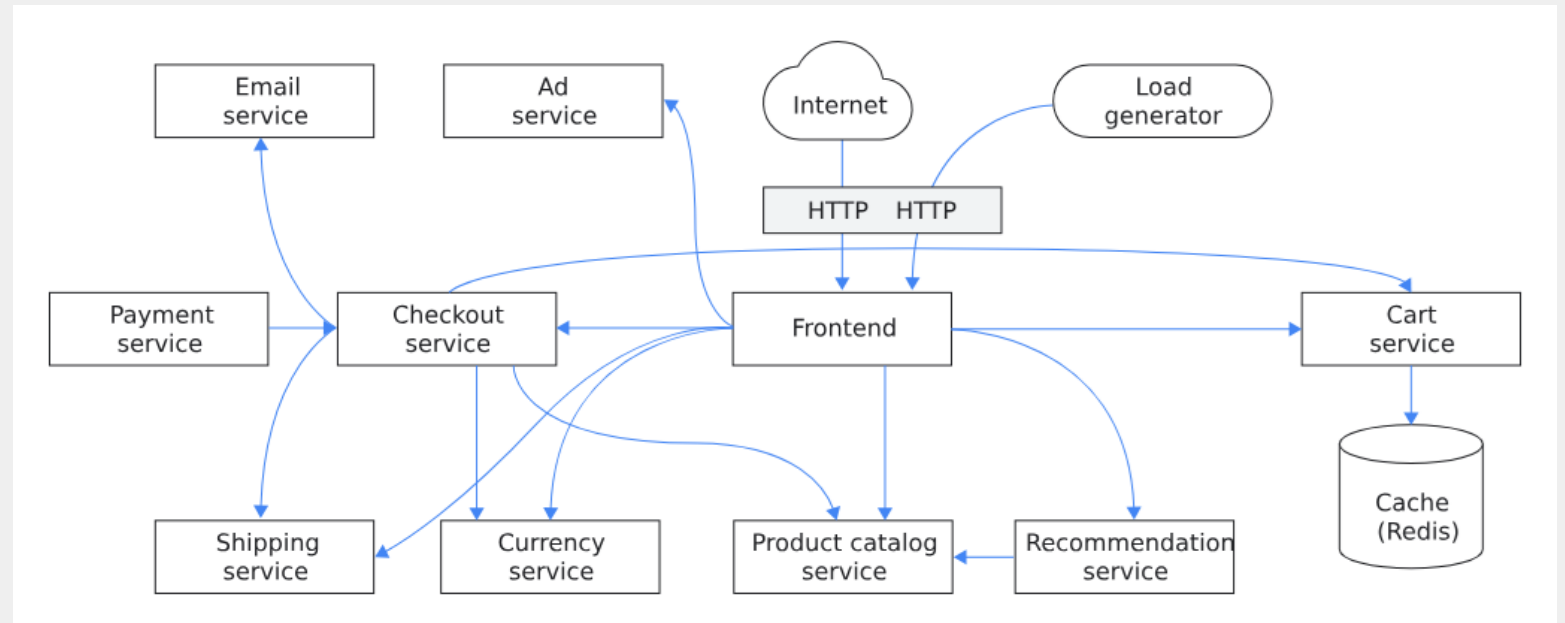 Email
service
Ad
service
Internet
Load
generator
HTTP HTTP
Payment
service
Checkout
service
Frontend
Cart
service
Shipping
service
Currency
service
Product catalog
service
Recommendation
service
Cache
(Redis)